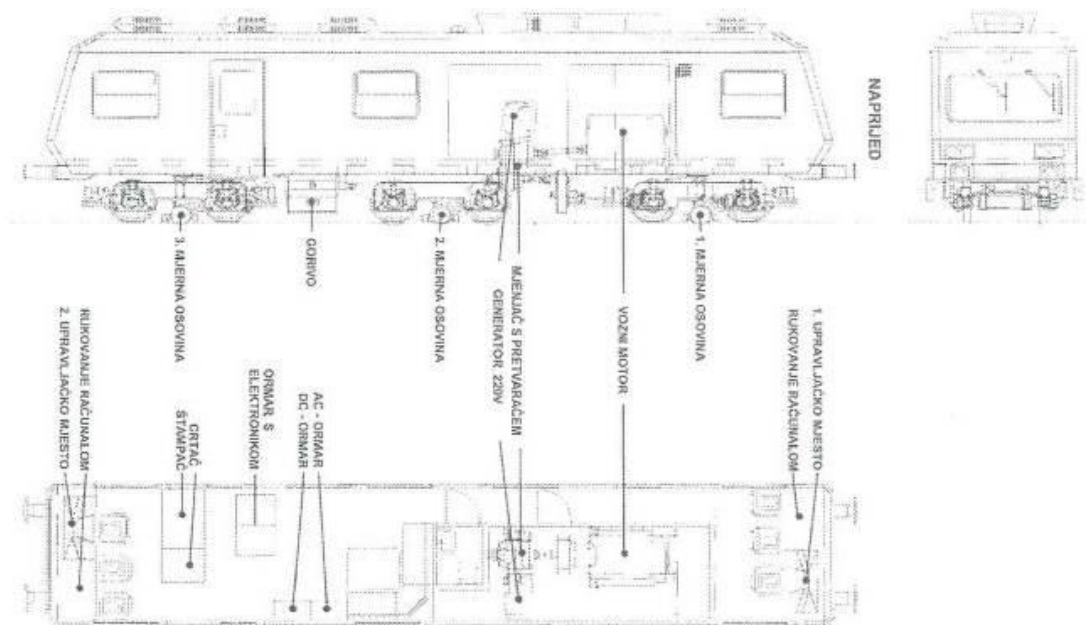 NAPRIJED
3. MJERNA OSOVINA
GORIVO
2. MJERNA OSOVINA
GENERATOR 220V
MJENJAČ S PRETVARAČEM
VOZNI MOTOR
1. MJERNA OSOVINA
2. UPRAVLJAČKO MJESTO
RUKOVANJE RAČUNALOM
ŠTAMPAČ
CRTAČ
ORMAR S
ELEKTRONIKOM
DC - ORMAR
AC - ORMAR
1. UPRAVLJAČKO MJESTO
RUKOVANJE RAČUNALOM